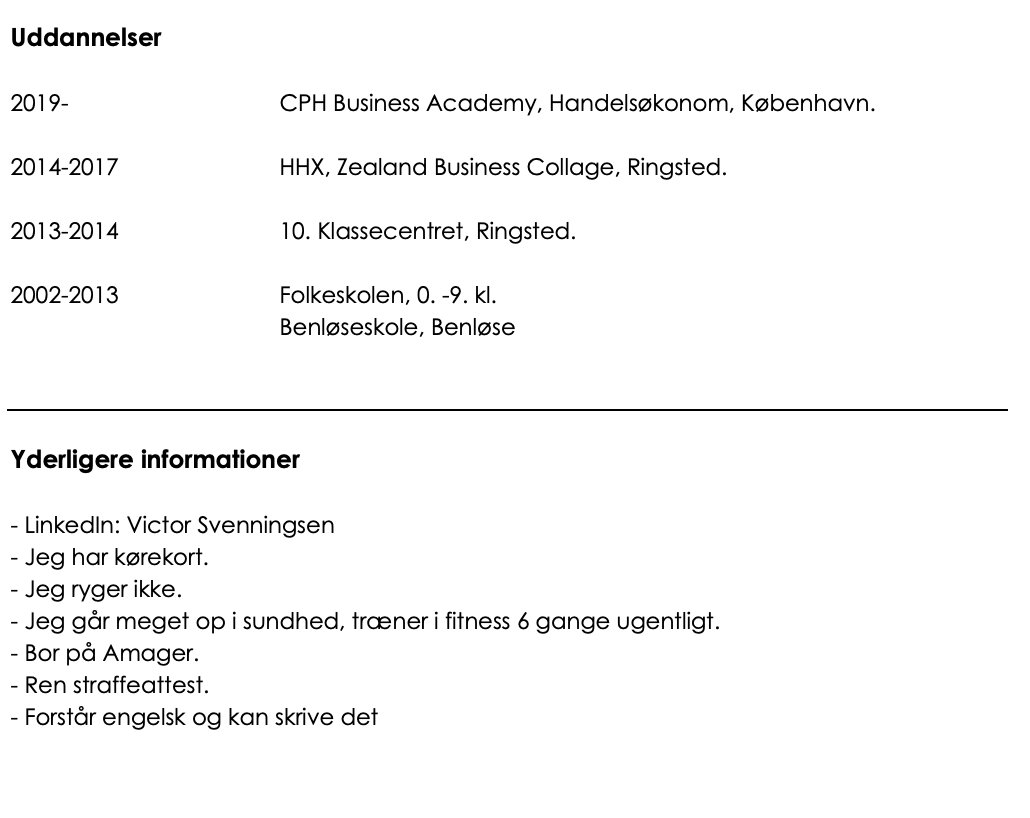 Uddannelser
2019- CPH Business Academy, Handelsøkonom, København.
2014-2017 HHX, Zealand Business Collage, Ringsted.
2013-2014 10. Klassecentret, Ringsted.
2002-2013 Folkeskolen, 0. -9. kl.
Benløseskole, Benløse
Yderligere informationer
- LinkedIn: Victor Svenningsen
- Jeg har kørekort.
- Jeg ryger ikke.
- Jeg går meget op i sundhed, træner i fitness 6 gange ugentligt.
- Bor på Amager.
- Ren straffeattest.
- Forstår engelsk og kan skrive det